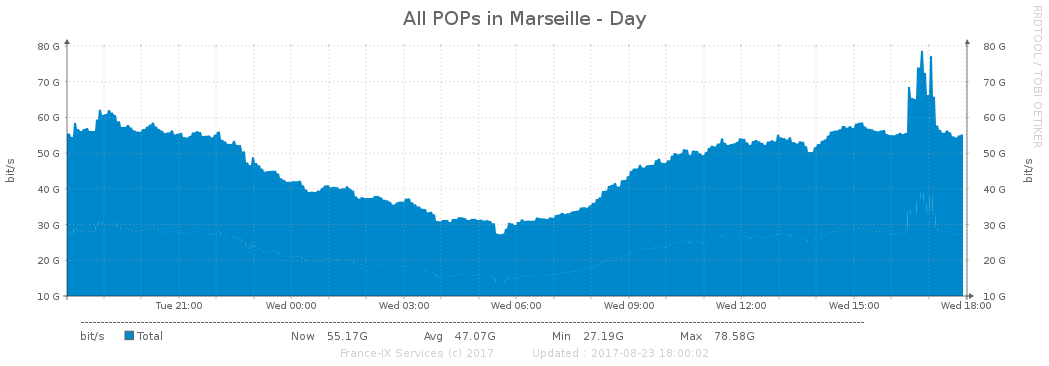 All POPs in Marseille - Day
RRDTOOL / TOBI OETIKER
bit/s
80 G
70 G
60 G
50 G
40 G
30 G
20 G
10 G
80 G
70 G
60 G
50 G
40 G
30 G
20 G
10 G
bit/s
Tue 21:00 Wed 00:00 Wed 03:00 Wed 06:00 Wed 09:00 Wed 12:00 Wed 15:00 Wed 18:00
bit/s Total Now 55.17G Avg 47.07G Min 27.19G Max 78.58G
France-IX Services (c) 2017 Updated : 2017-08-23 18:00:02